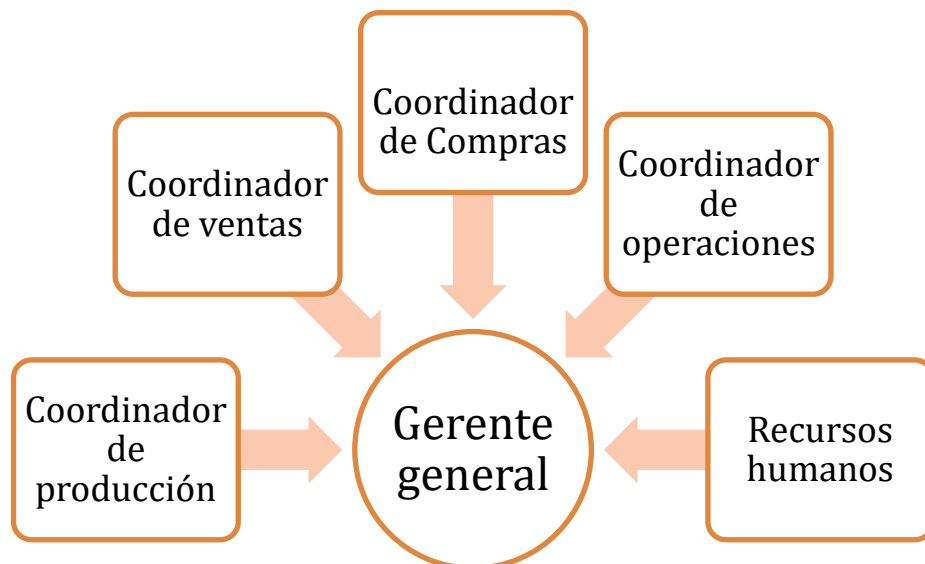 Coordinador
de Compras
Coordinador
de ventas
Coordinador
de
operaciones
Coordinador
de
producción
Gerente
general
Recursos
humanos